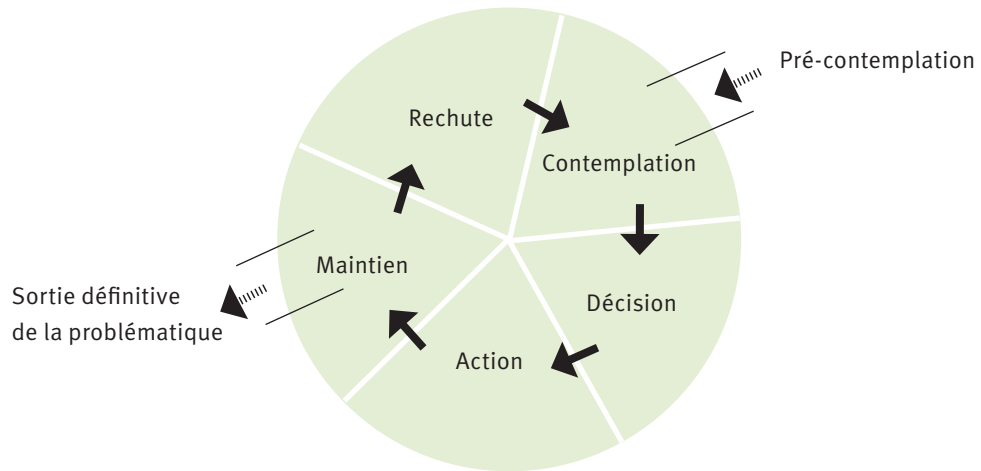 Pré-contemplation
Rechute
Contemplation
Maintien
Sortie définitive
de la problématique
Décision
Action